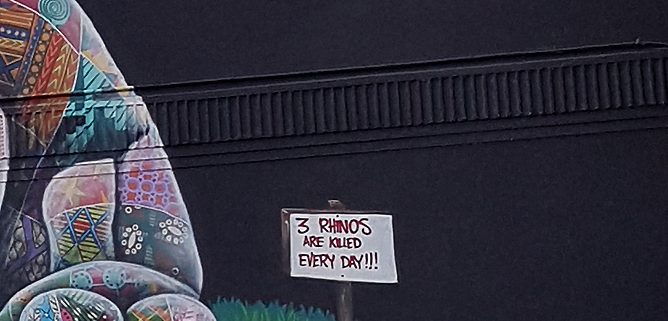 3 RHINOS
ARE KILLED
EVERY DAY!!!